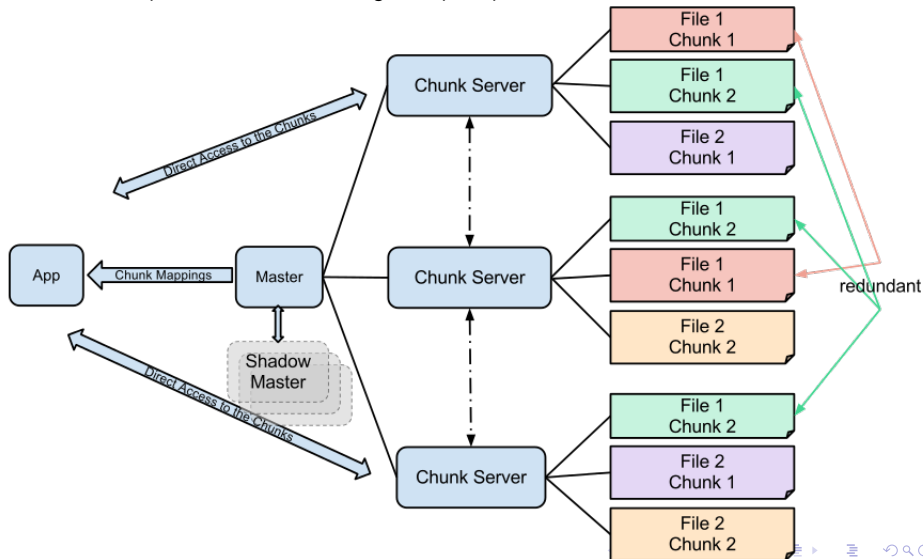 File 1
Chunk 1
Chunk Server
File 1
Chunk 2
File 2
Chunk 1
Direct Access to the Chunks
File 1
Chunk 2
App
Chunk Mappings
Master
Chunk Server
File 1
Chunk 1
redundant
File 2
Chunk 2
Shadow
Master
Direct Access to the Chunks
File 1
Chunk 2
Chunk Server
File 2
Chunk 1
File 2
Chunk 2